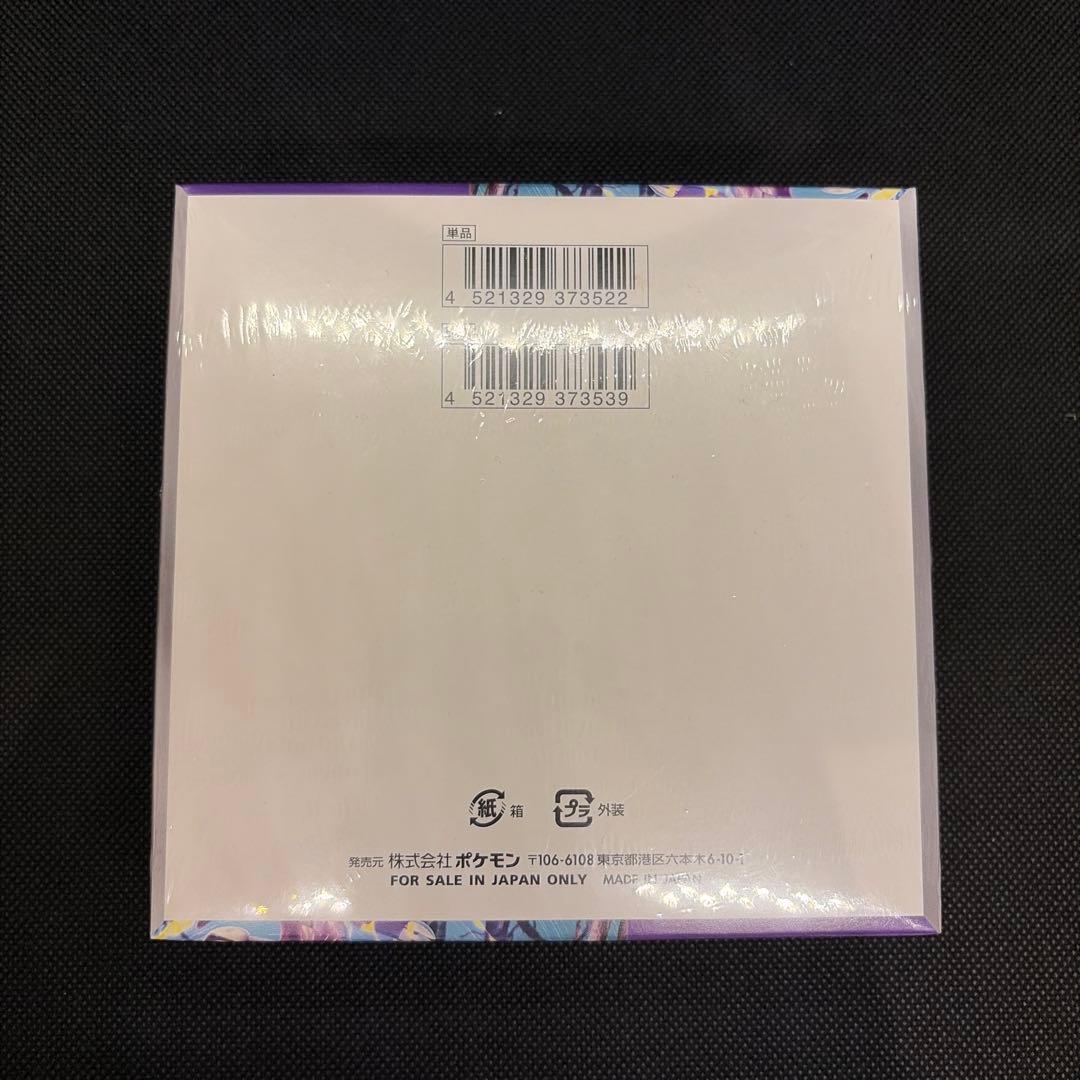 単品
4 521329 373522
4 521329 373539
紙 箱 プラ 外装
発売元 株式会社ポケモン 〒106-6108 東京都港区六本木6-10-1
FOR SALE IN JAPAN ONLY MADE IN JAPAN